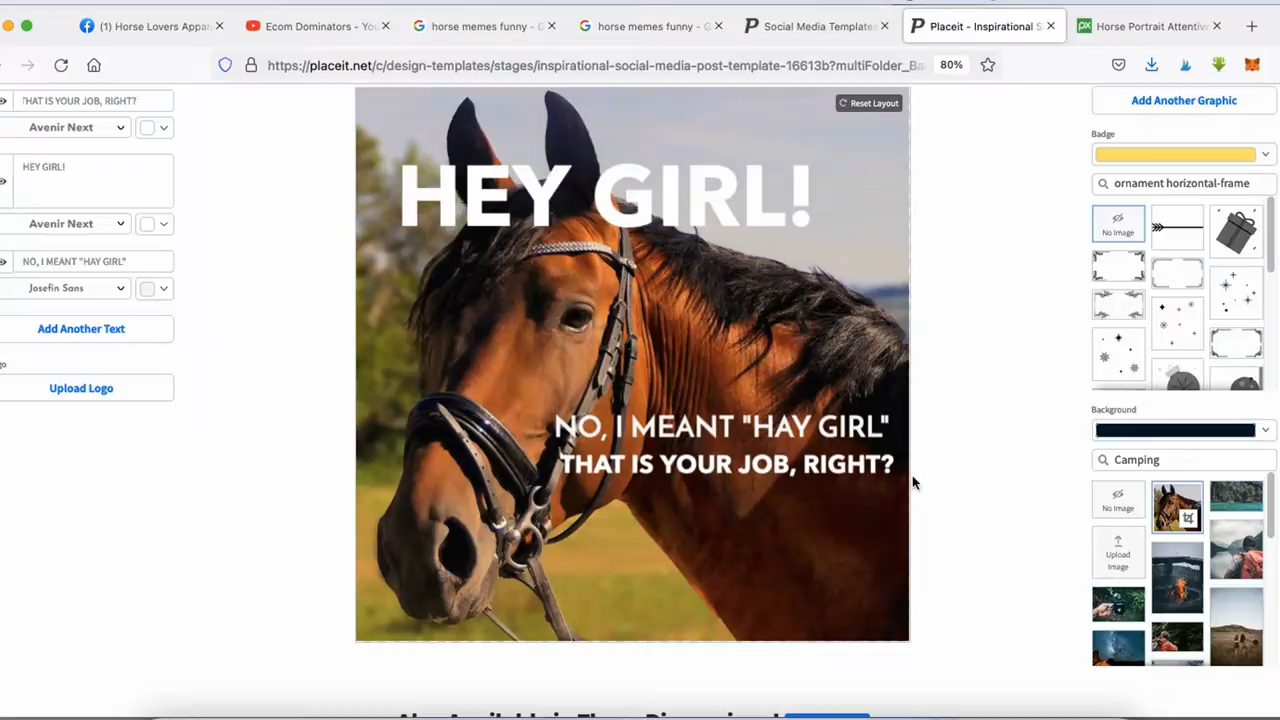 (1) Horse Lovers Appar
Ecom Dominators - Yo
horse memes funny - G
horse memes funny - G
Social Media Templates
Placeit - Inspirational S
Horse Portrait Attentive
https://placeit.net/c/design-templates/stages/inspirational-social-media-post-template-16613b?multiFolder_Ba
80%
THAT IS YOUR JOB, RIGHT?
Avenir Next
HEY GIRL!
Avenir Next
NO, I MEANT "HAY GIRL"
Josefin Sans
Add Another Text
Upload Logo
Reset Layout
HEY GIRL!
NO, I MEANT "HAY GIRL"
THAT IS YOUR JOB, RIGHT?
Add Another Graphic
Badge
ornament horizontal-frame
No Image
Background
Camping
No Image
Upload
Image